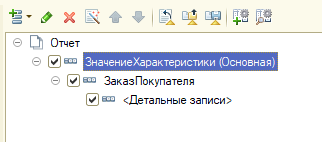 Отчет
ЗначениеХарактеристики (Основная)
ЗаказПокупателя
<Детальные записи>